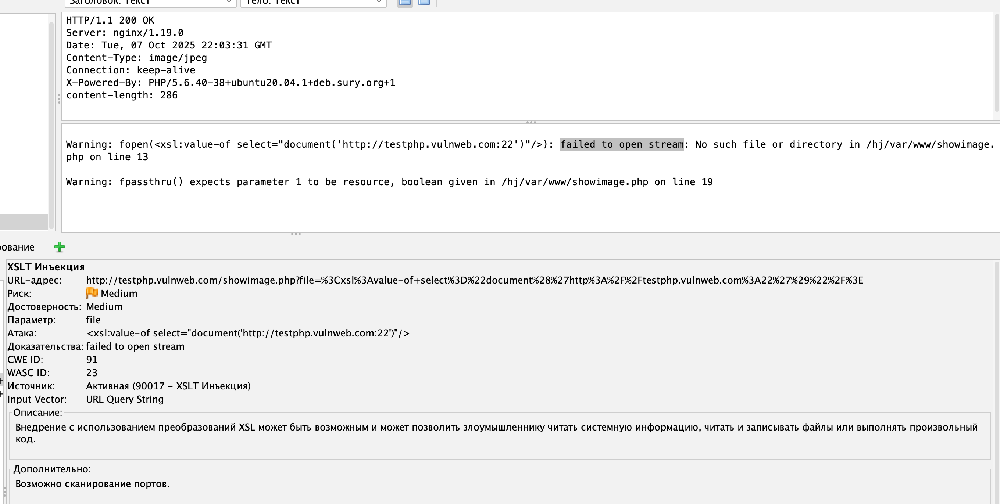 Заголовок: Текст
Тело: Текст
HTTP/1.1 200 OK
Server: nginx/1.19.0
Date: Tue, 07 Oct 2025 22:03:31 GMT
Content-Type: image/jpeg
Connection: keep-alive
X-Powered-By: PHP/5.6.40-38+ubuntu20.04.1+deb.sury.org+1
content-length: 286
Warning: fopen(<xsl:value-of select="document('http://testphp.vulnweb.com:22')"/>): failed to open stream: No such file or directory in /hj/var/www/showimage.
php on line 13
Warning: fpassthru() expects parameter 1 to be resource, boolean given in /hj/var/www/showimage.php on line 19
рование
XSLT Инъекция
URL-адрес: http://testphp.vulnweb.com/showimage.php?file=%3Cxsl%3Avalue-of+select%3D%22document%28%27http%3A%2F%2Ftestphp.vulnweb.com%3A22%27%29%22%2F%3E
Риск: Medium
Достоверность: Medium
Параметр: file
Атака: <xsl:value-of select="document('http://testphp.vulnweb.com:22')"/>
Доказательства: failed to open stream
CWE ID: 91
WASC ID: 23
Источник: Активная (90017 - XSLT Инъекция)
Input Vector: URL Query String
Описание:
Внедрение с использованием преобразований XSL может быть возможным и может позволить злоумышленнику читать системную информацию, читать и записывать файлы или выполнять произвольный
код.
Дополнительно:
Возможно сканирование портов.